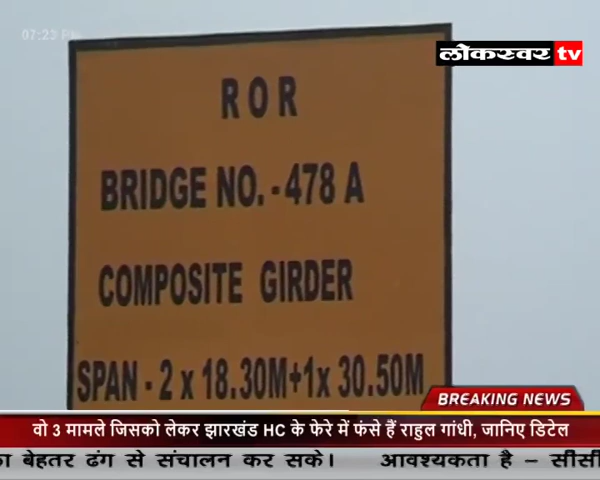 07:23 PM
लोकस्वर tv
ROR
BRIDGE NO.-478 A
COMPOSITE GIRDER
SPAN - 2 x 18.30M+1x 30.50M
BREAKING NEWS
वो 3 मामले जिसको लेकर झारखंड HC के फेरे में फंसे हैं राहुल गांधी, जानिए डिटेल
का बेहतर ढंग से संचालन कर सके। आवश्यकता है – सीसी